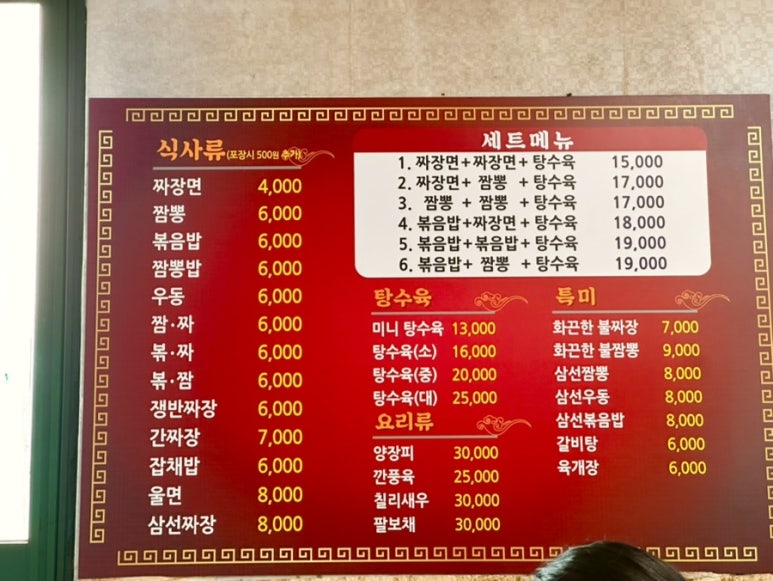 식사류(포장시 500원 추가)
짜장면 4,000
짬뽕 6,000
볶음밥 6,000
짬뽕밥 6,000
우동 6,000
짬·짜 6,000
볶·짜 6,000
볶·짬 6,000
쟁반짜장 6,000
간짜장 7,000
잡채밥 6,000
울면 8,000
삼선짜장 8,000
세트메뉴
1. 짜장면+짜장면+ 탕수육 15,000
2. 짜장면+ 짬뽕 + 탕수육 17,000
3. 짬뽕 + 짬뽕 + 탕수육 17,000
4. 볶음밥+짜장면+ 탕수육 18,000
5. 볶음밥+볶음밥+ 탕수육 19,000
6. 볶음밥+ 짬뽕 + 탕수육 19,000
탕수육
미니 탕수육 13,000
탕수육(소) 16,000
탕수육(중) 20,000
탕수육(대) 25,000
요리류
양장피 30,000
깐풍육 25,000
칠리새우 30,000
팔보채 30,000
특미
화끈한 불짜장 7,000
화끈한 불짬뽕 9,000
삼선짬뽕 8,000
삼선우동 8,000
삼선볶음밥 8,000
갈비탕 6,000
육개장 6,000